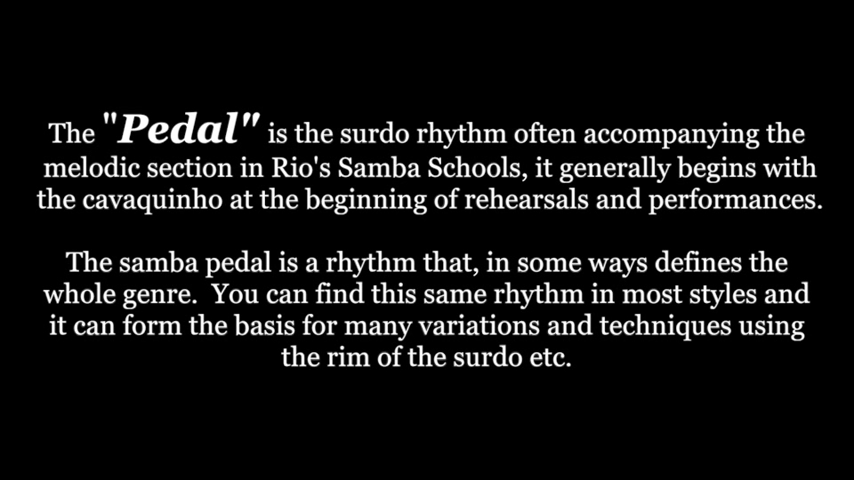 The "Pedal" is the surdo rhythm often accompanying the
melodic section in Rio's Samba Schools, it generally begins with
the cavaquinho at the beginning of rehearsals and performances.
The samba pedal is a rhythm that, in some ways defines the
whole genre.  You can find this same rhythm in most styles and
it can form the basis for many variations and techniques using
the rim of the surdo etc.